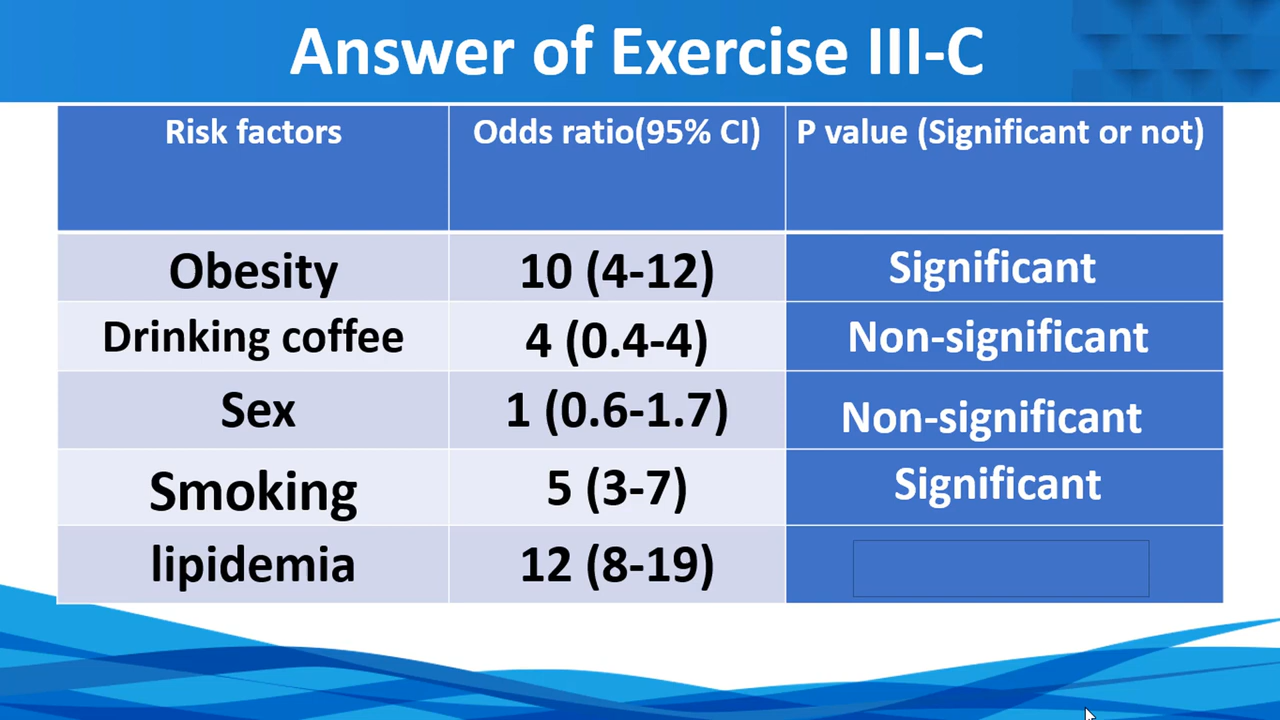 Answer of Exercise III-C
Risk factors
Odds ratio(95% CI)
P value (Significant or not)
Obesity
10 (4-12)
Significant
Drinking coffee
4 (0.4-4)
Non-significant
Sex
1 (0.6-1.7)
Non-significant
Smoking
5 (3-7)
Significant
lipidemia
12 (8-19)